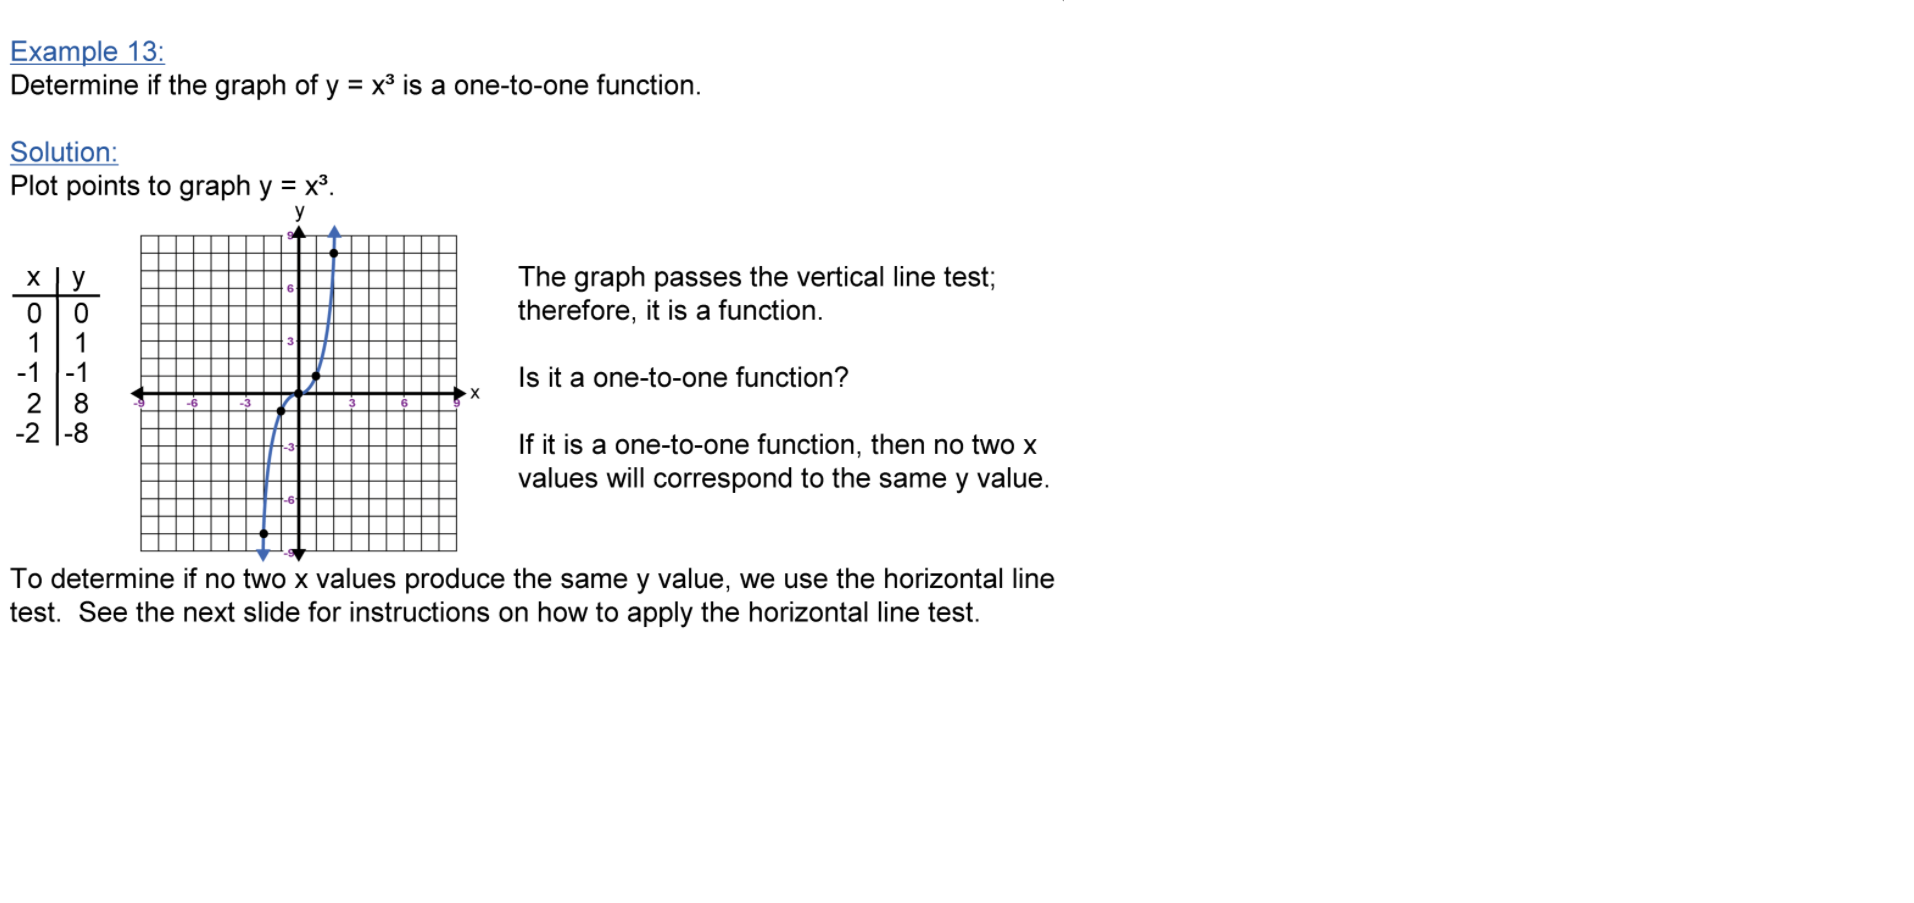 Example 13:
Determine if the graph of y = x³ is a one-to-one function.
Solution:
Plot points to graph y = x³.
y
9
6
3
-9 -6 -3 3 6 9 x
-3
-6
-9
x y
0 0
1 1
-1 -1
2 8
-2 -8
The graph passes the vertical line test;
therefore, it is a function.
Is it a one-to-one function?
If it is a one-to-one function, then no two x
values will correspond to the same y value.
To determine if no two x values produce the same y value, we use the horizontal line
test.  See the next slide for instructions on how to apply the horizontal line test.